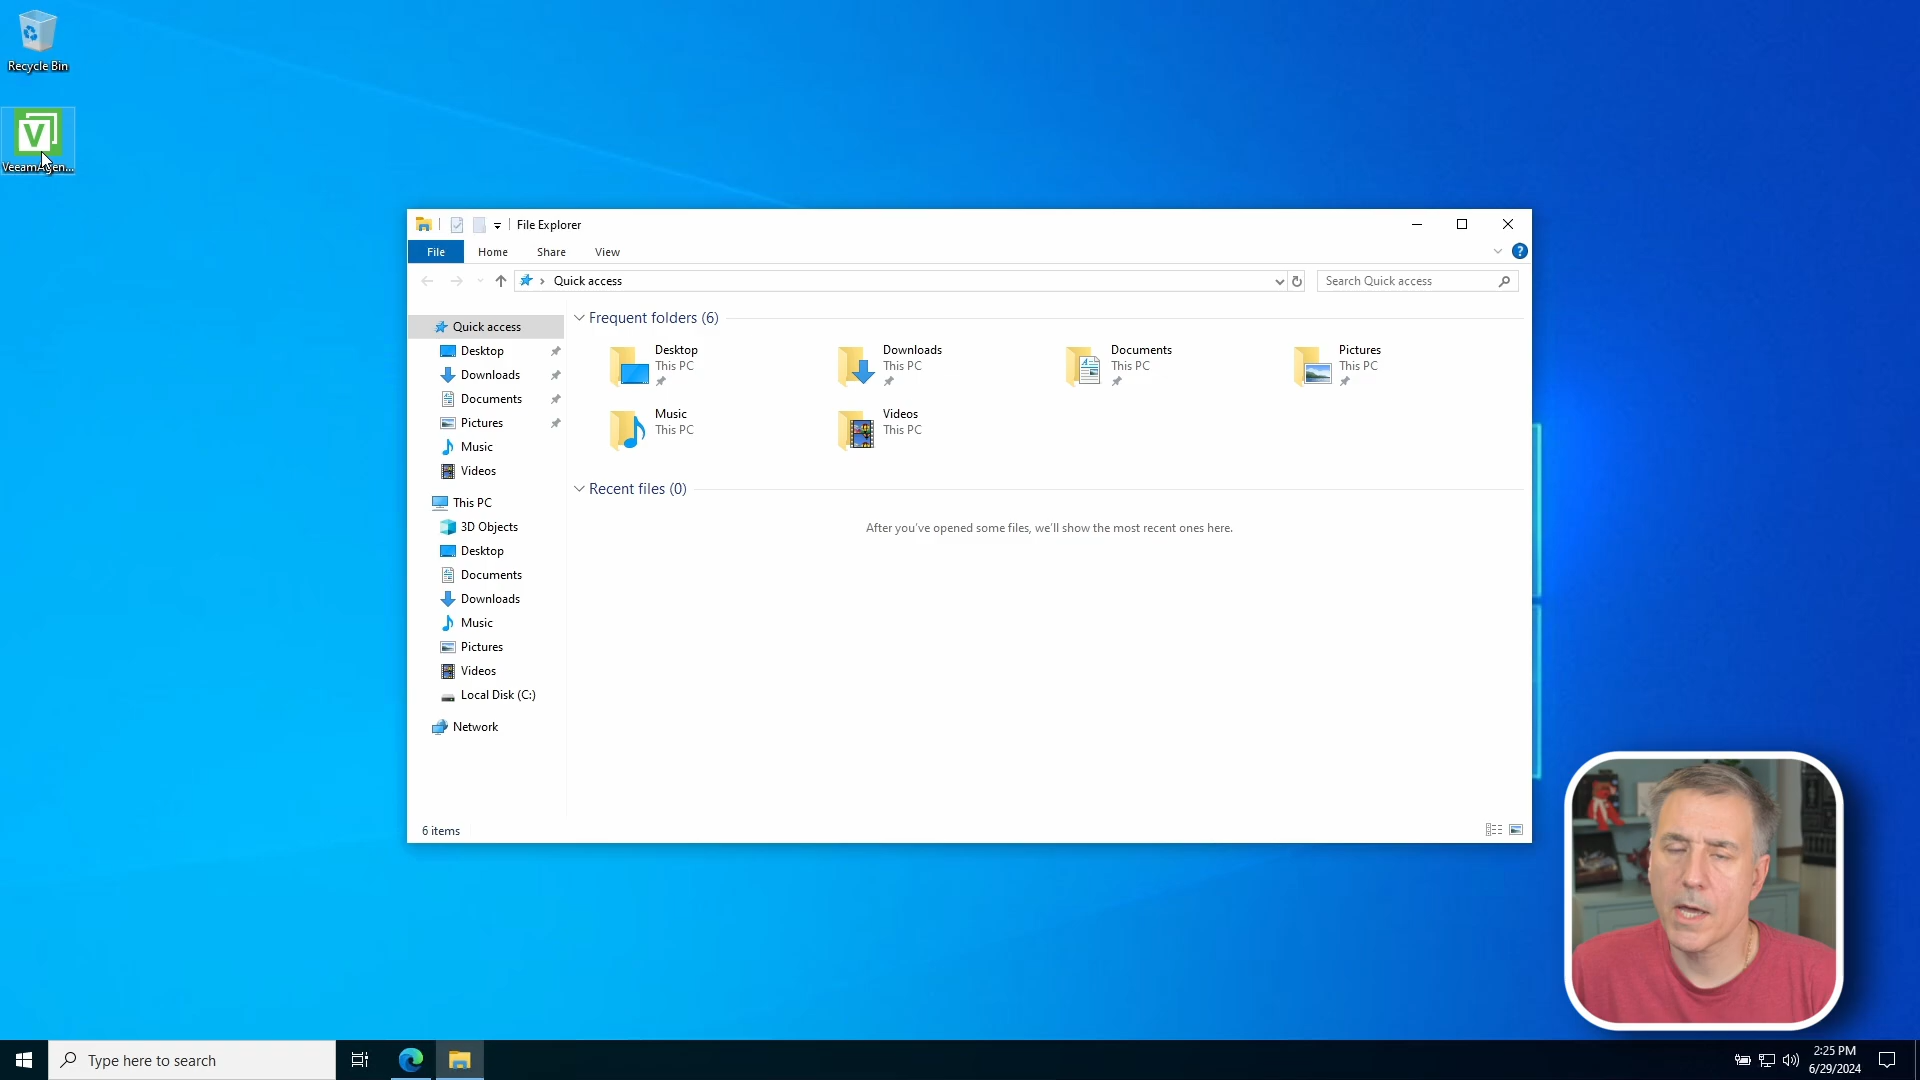 Recycle Bin
VeeamAgen...
File Explorer
File
Home
Share
View
Quick access
Search Quick access
Quick access
Desktop
Downloads
Documents
Pictures
Music
Videos
This PC
3D Objects
Desktop
Documents
Downloads
Music
Pictures
Videos
Local Disk (C:)
Network
Frequent folders (6)
Desktop
This PC
Downloads
This PC
Documents
This PC
Pictures
This PC
Music
This PC
Videos
This PC
Recent files (0)
After you've opened some files, we'll show the most recent ones here.
6 items
Type here to search
2:25 PM
6/29/2024